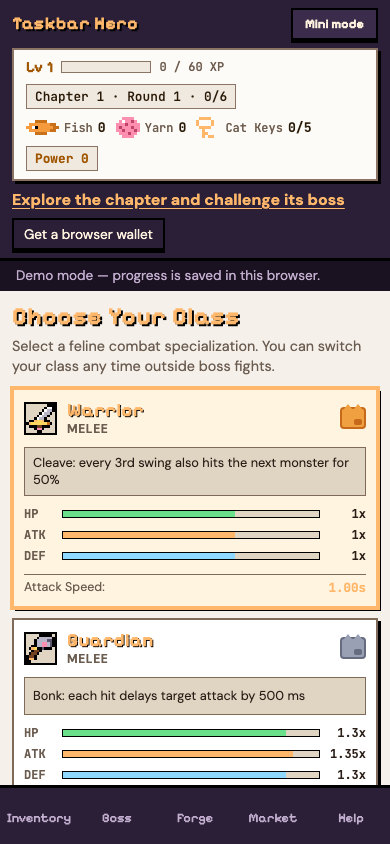 Taskbar Hero
Mini mode
Lv 1 0 / 60 XP
Chapter 1 · Round 1 · 0/6
Fish 0 Yarn 0 Cat Keys 0/5
Power 0
Explore the chapter and challenge its boss
Get a browser wallet
Demo mode — progress is saved in this browser.
Choose Your Class
Select a feline combat specialization. You can switch
your class any time outside boss fights.
Warrior
MELEE
Cleave: every 3rd swing also hits the next monster for
50%
HP 1x
ATK 1x
DEF 1x
Attack Speed: 1.00s
Guardian
MELEE
Bonk: each hit delays target attack by 500 ms
HP 1.3x
ATK 1.35x
DEF 1.3x
Inventory Boss Forge Market Help